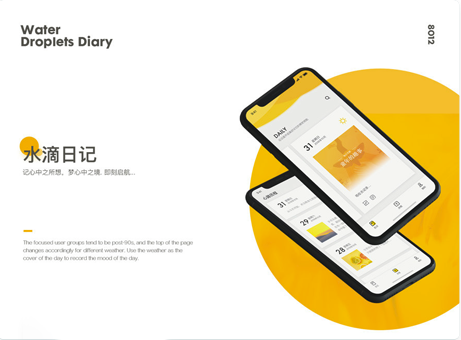 Water
Droplets Diary
8012
水滴日记
记心中之所想、梦心中之境, 即刻启航...
The focused user groups tend to be post-90s, and the top of the page
changes accordingly for different weather. Use the weather as the
cover of the day to record the mood of the day.
DAILY
31
31
29
28